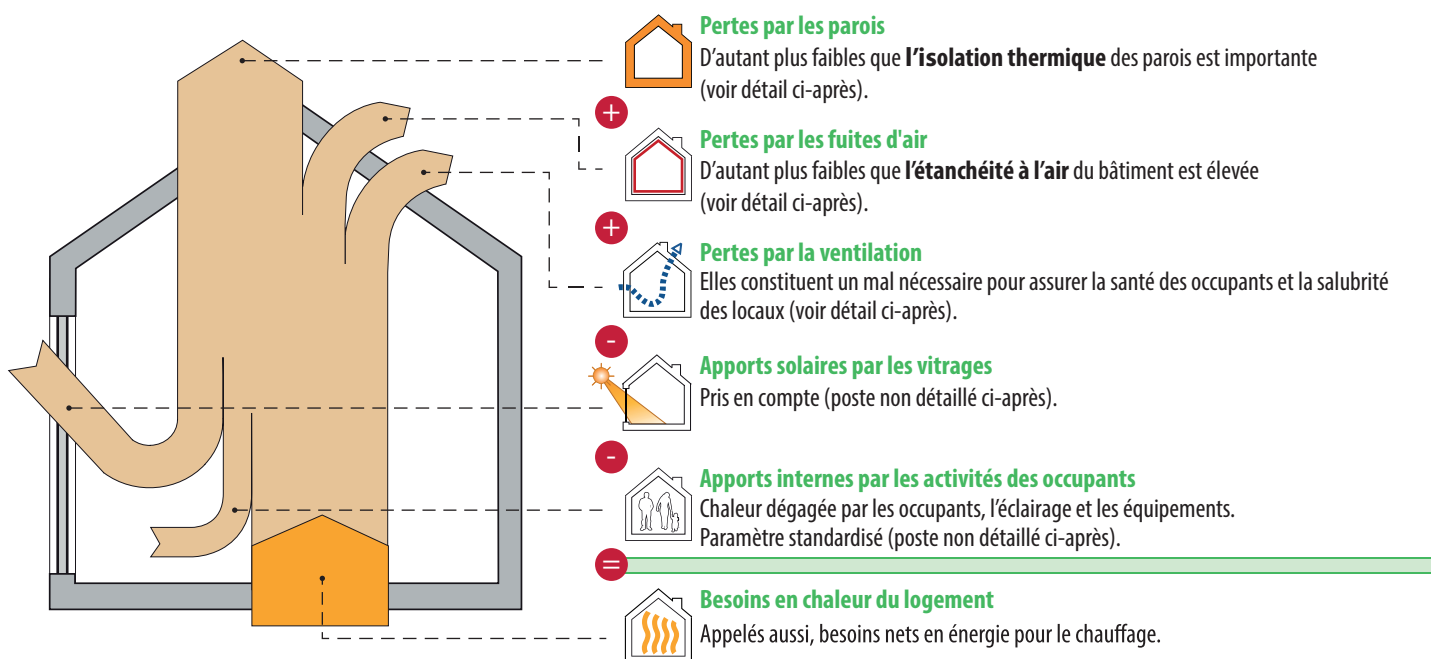 Pertes par les parois
D'autant plus faibles que l'isolation thermique des parois est importante
(voir détail ci-après).
+
Pertes par les fuites d'air
D'autant plus faibles que l'étanchéité à l'air du bâtiment est élevée
(voir détail ci-après).
+
Pertes par la ventilation
Elles constituent un mal nécessaire pour assurer la santé des occupants et la salubrité
des locaux (voir détail ci-après).
-
Apports solaires par les vitrages
Pris en compte (poste non détaillé ci-après).
-
Apports internes par les activités des occupants
Chaleur dégagée par les occupants, l'éclairage et les équipements.
Paramètre standardisé (poste non détaillé ci-après).
=
Besoins en chaleur du logement
Appelés aussi, besoins nets en énergie pour le chauffage.